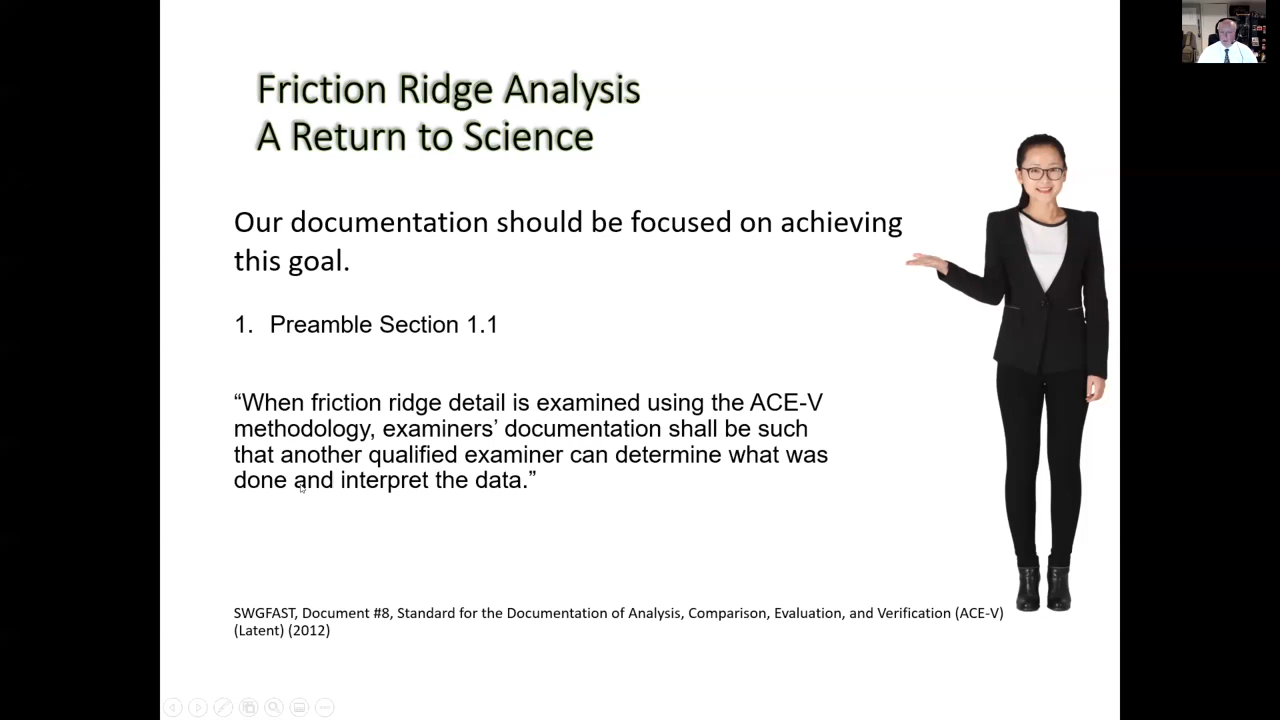 Friction Ridge Analysis
A Return to Science
Our documentation should be focused on achieving
this goal.
1. Preamble Section 1.1
“When friction ridge detail is examined using the ACE-V
methodology, examiners’ documentation shall be such
that another qualified examiner can determine what was
done and interpret the data.”
SWGFAST, Document #8, Standard for the Documentation of Analysis, Comparison, Evaluation, and Verification (ACE-V)
(Latent) (2012)